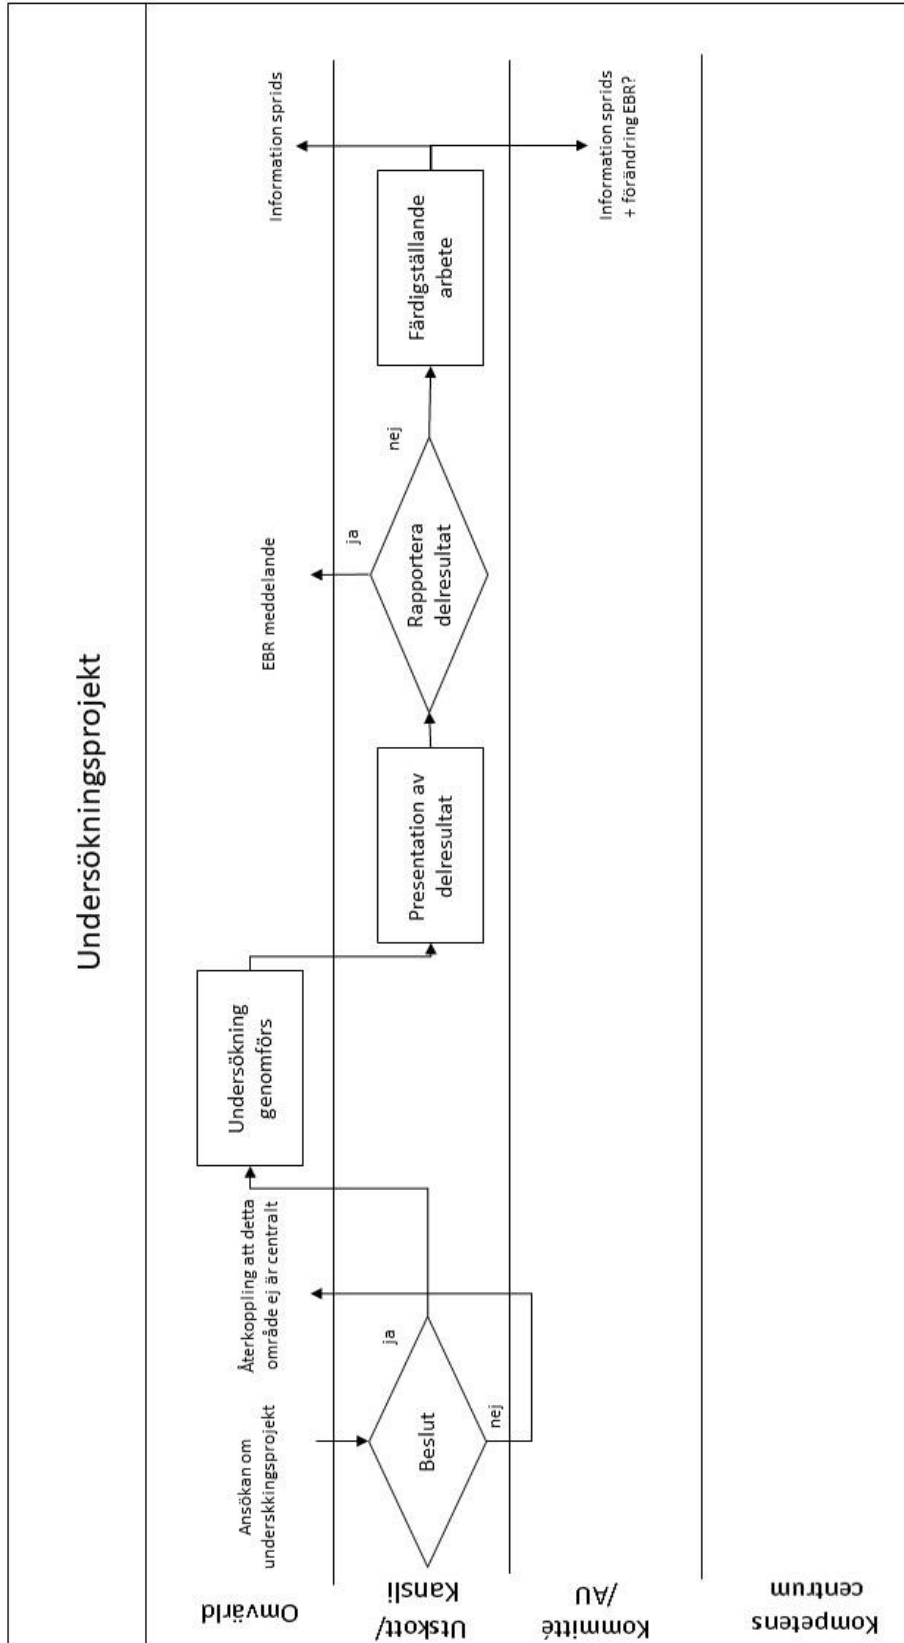 Undersökningsprojekt
Omvärld
Utskott/
Kansli
Kommitté
/AU
Kompetens
centrum
Ansökan om
underskkingsprojekt
Återkoppling att detta
område ej är centralt
Beslut
ja
nej
Undersökning
genomförs
Presentation av
delresultat
EBR meddelande
Rapportera
delresultat
ja
nej
Färdigställande
arbete
Information sprids
Information sprids
+ förändring EBR?